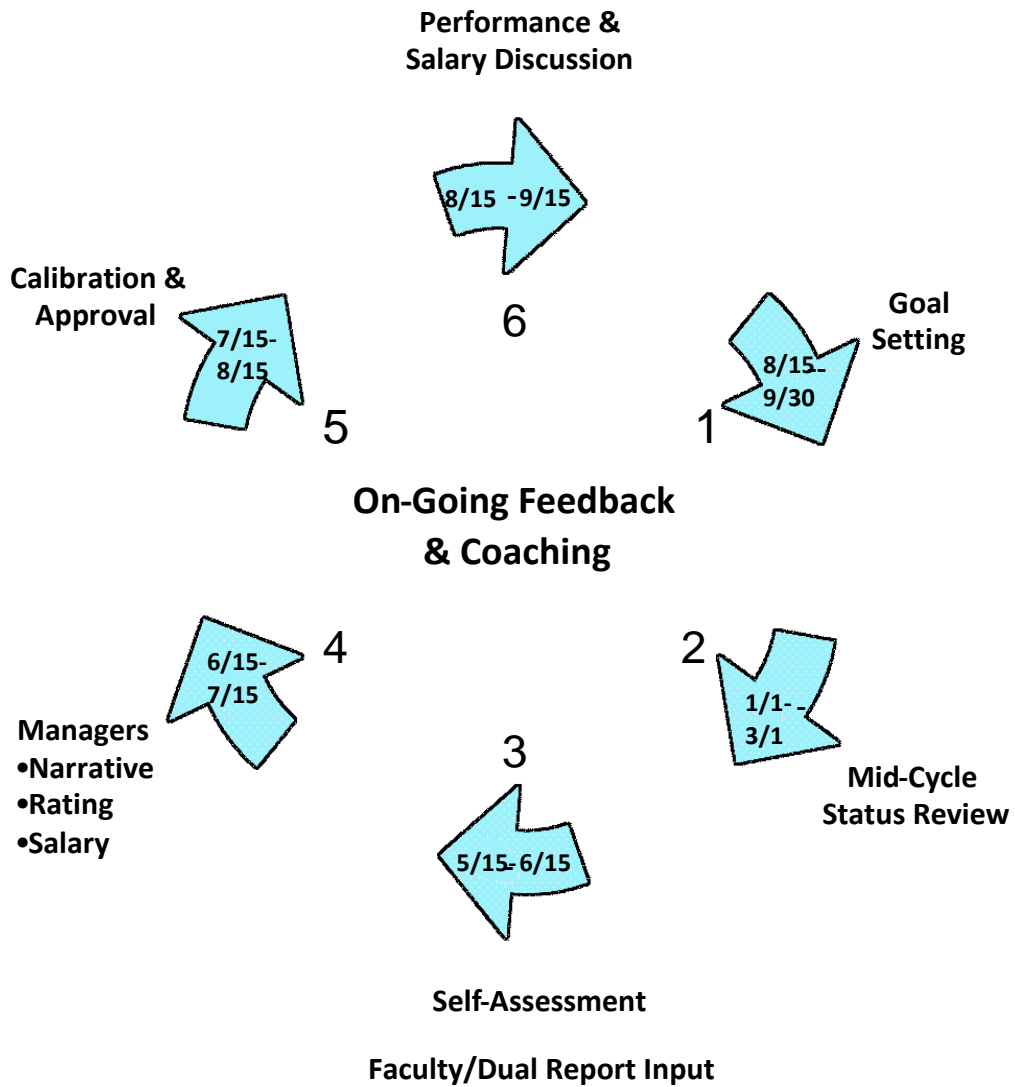 Performance &
Salary Discussion
8/15 -9/15
6
Calibration &
Approval
7/15-
8/15
5
Goal
Setting
8/15--
9/30
1
On-Going Feedback
& Coaching
4
6/15-
7/15
Managers
•Narrative
•Rating
•Salary
2
1/1- -
3/1
Mid-Cycle
Status Review
3
5/15- 6/15
Self-Assessment
Faculty/Dual Report Input